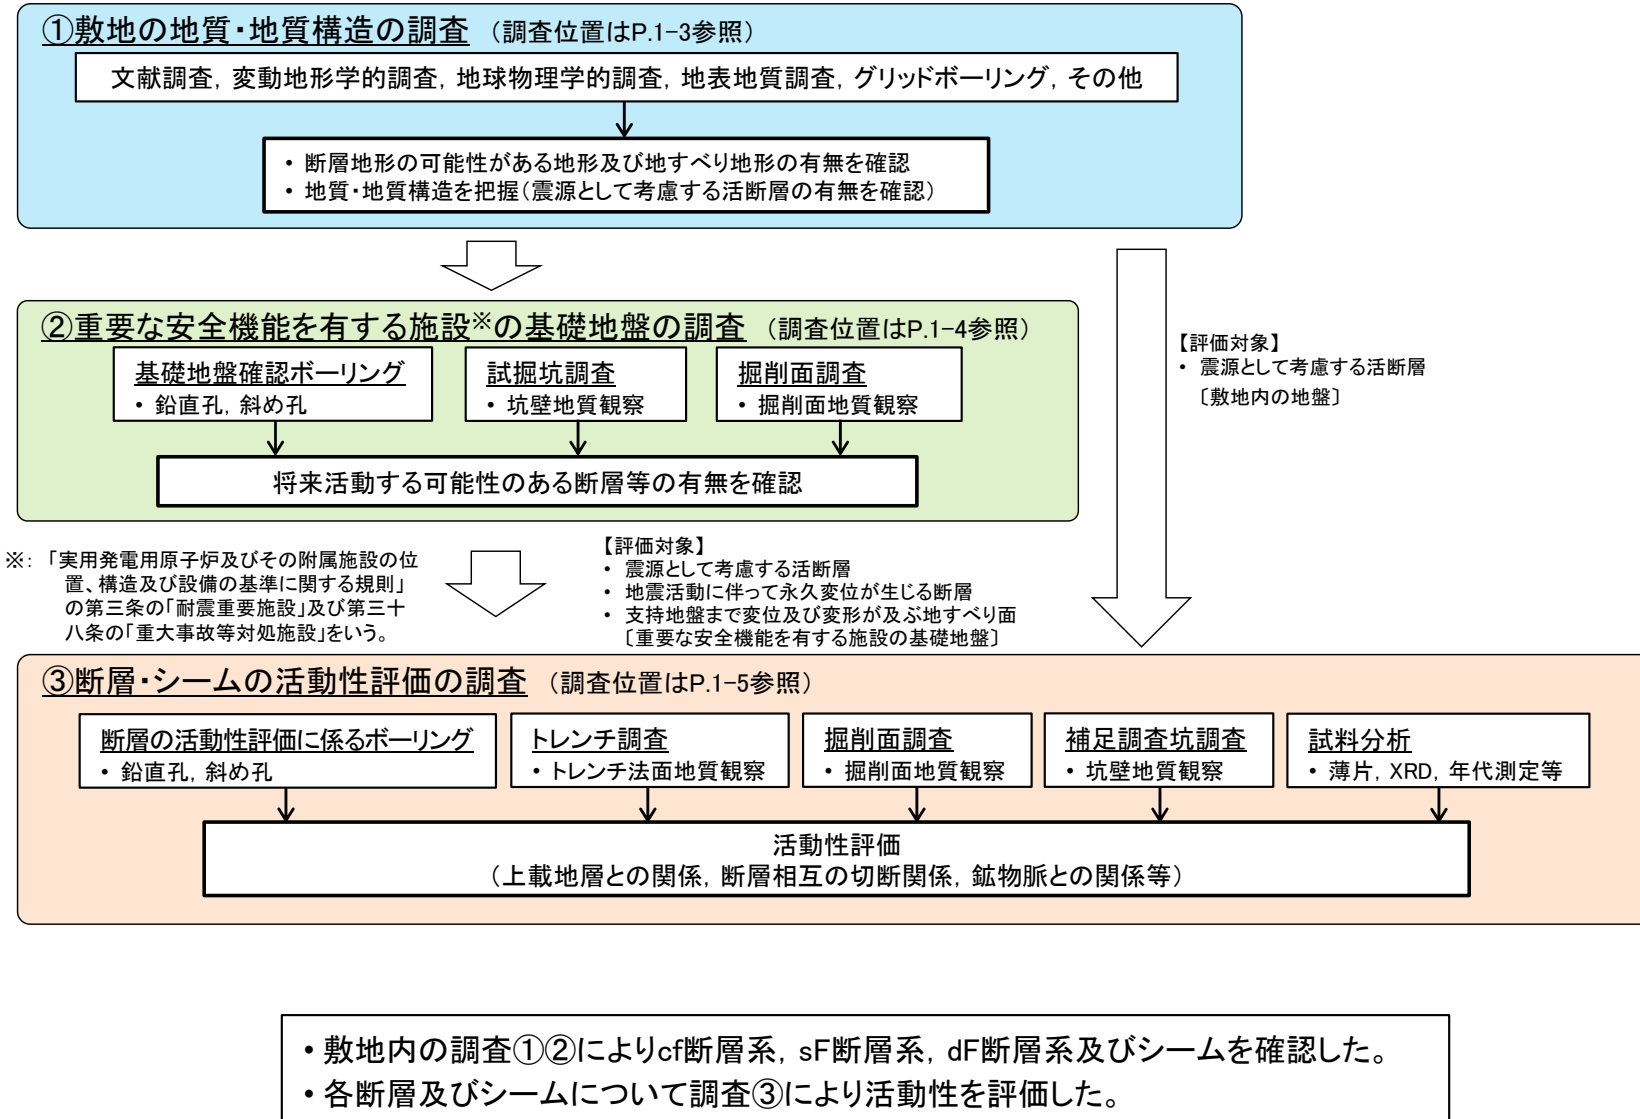 ①敷地の地質・地質構造の調査 (調査位置はP.1-3参照)
文献調査, 変動地形学的調査, 地球物理学的調査, 地表地質調査, グリッドボーリング, その他
• 断層地形の可能性がある地形及び地すべり地形の有無を確認
• 地質・地質構造を把握(震源として考慮する活断層の有無を確認)
②重要な安全機能を有する施設※の基礎地盤の調査 (調査位置はP.1-4参照)
基礎地盤確認ボーリング
• 鉛直孔, 斜め孔
試掘坑調査
• 坑壁地質観察
掘削面調査
• 掘削面地質観察
将来活動する可能性のある断層等の有無を確認
【評価対象】
• 震源として考慮する活断層
〔敷地内の地盤〕
※: 「実用発電用原子炉及びその附属施設の位
置、構造及び設備の基準に関する規則」
の第三条の「耐震重要施設」及び第三十
八条の「重大事故等対処施設」をいう。
【評価対象】
• 震源として考慮する活断層
• 地震活動に伴って永久変位が生じる断層
• 支持地盤まで変位及び変形が及ぶ地すべり面
〔重要な安全機能を有する施設の基礎地盤〕
③断層・シームの活動性評価の調査 (調査位置はP.1-5参照)
断層の活動性評価に係るボーリング
• 鉛直孔, 斜め孔
トレンチ調査
• トレンチ法面地質観察
掘削面調査
• 掘削面地質観察
補足調査坑調査
• 坑壁地質観察
試料分析
• 薄片, XRD, 年代測定等
活動性評価
(上載地層との関係, 断層相互の切断関係, 鉱物脈との関係等)
• 敷地内の調査①②によりcf断層系, sF断層系, dF断層系及びシームを確認した。
• 各断層及びシームについて調査③により活動性を評価した。